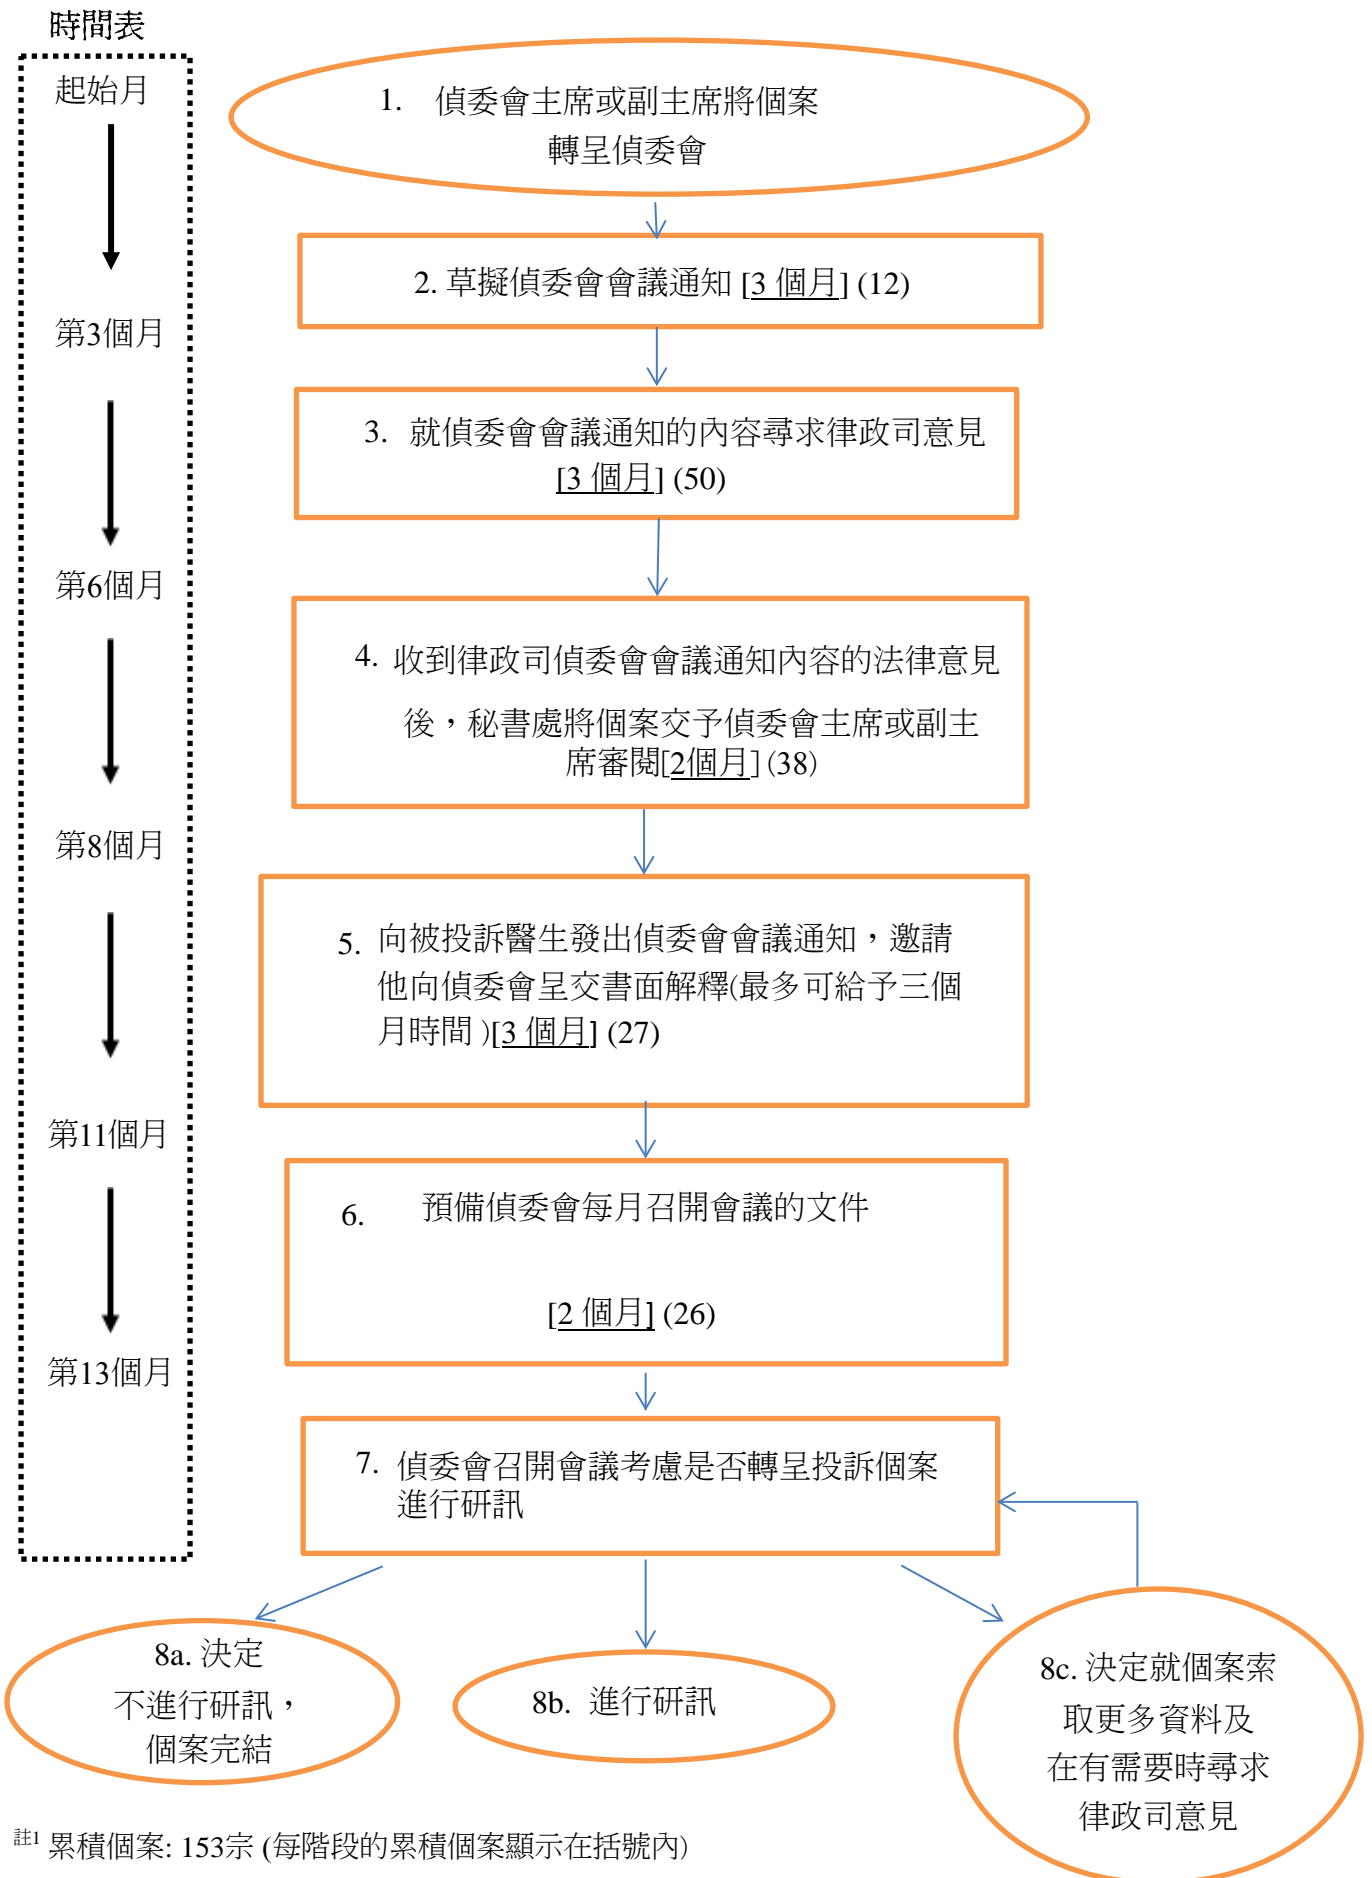 時間表
起始月
第3個月
第6個月
第8個月
第11個月
第13個月
1. 偵委會主席或副主席將個案
轉呈偵委會
2. 草擬偵委會會議通知 [3 個月] (12)
3. 就偵委會會議通知的內容尋求律政司意見
[3 個月] (50)
4. 收到律政司偵委會會議通知內容的法律意見
後，秘書處將個案交予偵委會主席或副主
席審閱[2個月] (38)
5. 向被投訴醫生發出偵委會會議通知，邀請
他向偵委會呈交書面解釋(最多可給予三個
月時間 )[3 個月] (27)
6. 預備偵委會每月召開會議的文件
[2 個月] (26)
7. 偵委會召開會議考慮是否轉呈投訴個案
進行研訊
8a. 決定
不進行研訊，
個案完結
8b. 進行研訊
8c. 決定就個案索
取更多資料及
在有需要時尋求
律政司意見
註1 累積個案: 153宗 (每階段的累積個案顯示在括號內)